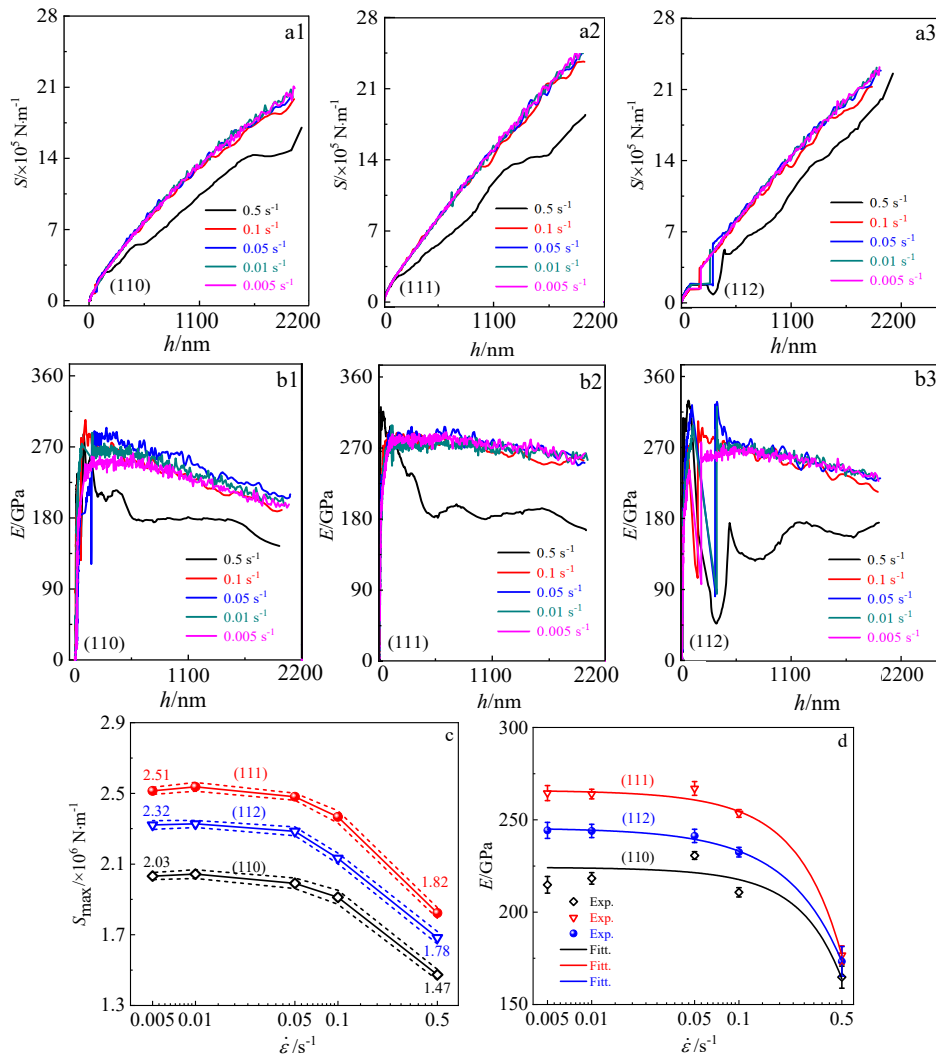 a1
28
21
14
7
0
S/×10⁵ N·m⁻¹
0.5 s⁻¹
0.1 s⁻¹
0.05 s⁻¹
0.01 s⁻¹
0.005 s⁻¹
(110)
0 1100 2200
h/nm
a2
28
21
14
7
0
S/×10⁵ N·m⁻¹
0.5 s⁻¹
0.1 s⁻¹
0.05 s⁻¹
0.01 s⁻¹
0.005 s⁻¹
(111)
0 1100 2200
h/nm
a3
28
21
14
7
0
S/×10⁵ N·m⁻¹
0.5 s⁻¹
0.1 s⁻¹
0.05 s⁻¹
0.01 s⁻¹
0.005 s⁻¹
(112)
0 1100 2200
h/nm
b1
360
270
180
90
0
E/GPa
0.5 s⁻¹
0.1 s⁻¹
0.05 s⁻¹
0.01 s⁻¹
0.005 s⁻¹
(110)
0 1100 2200
h/nm
b2
360
270
180
90
0
E/GPa
0.5 s⁻¹
0.1 s⁻¹
0.05 s⁻¹
0.01 s⁻¹
0.005 s⁻¹
(111)
0 1100 2200
h/nm
b3
360
270
180
90
0
E/GPa
0.5 s⁻¹
0.1 s⁻¹
0.05 s⁻¹
0.01 s⁻¹
0.005 s⁻¹
(112)
0 1100 2200
h/nm
c
2.9
2.5
2.1
1.7
1.3
Smax/×10⁶ N·m⁻¹
2.51
(111)
2.32
(112)
2.03
(110)
1.82
1.78
1.47
0.005 0.01 0.05 0.1 0.5
ε̇/s⁻¹
d
300
250
200
150
E/GPa
(111)
(112)
(110)
Exp.
Exp.
Exp.
Fitt.
Fitt.
Fitt.
0.005 0.01 0.05 0.1 0.5
ε̇/s⁻¹